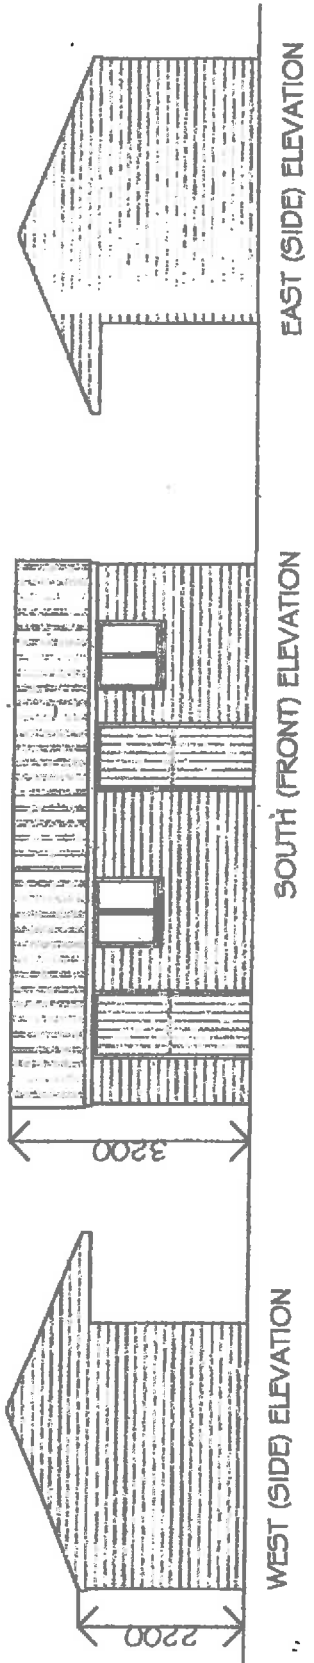 2200
WEST (SIDE) ELEVATION
3200
SOUTH (FRONT) ELEVATION
EAST (SIDE) ELEVATION